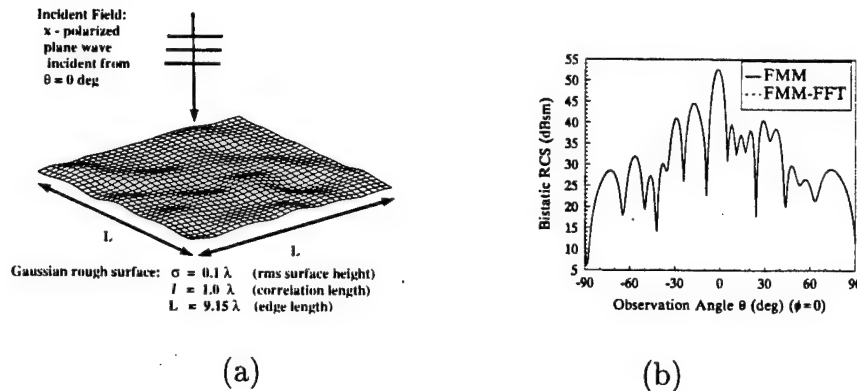 Incident Field:
x - polarized
plane wave
incident from
θ = 0 deg
L
L
Gaussian rough surface: σ = 0.1 λ (rms surface height)
l = 1.0 λ (correlation length)
L = 9.15 λ (edge length)
(a)
Bistatic RCS (dBsm)
55
50
45
40
35
30
25
20
15
10
5
FMM
FMM-FFT
-90 -60 -30 0 30 60 90
Observation Angle θ (deg) (ϕ=0)
(b)